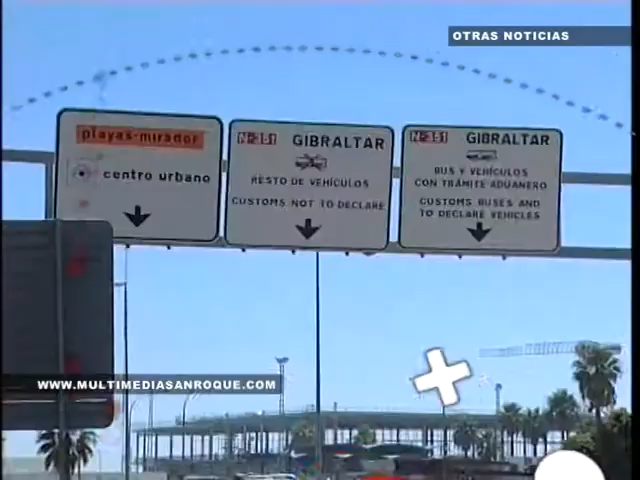 OTRAS NOTICIAS
playas-mirador
centro urbano
N-351 GIBRALTAR
RESTO DE VEHÍCULOS
CUSTOMS NOT TO DECLARE
N-351 GIBRALTAR
BUS Y VEHÍCULOS
CON TRÁMITE ADUANERO
CUSTOMS BUSES AND
TO DECLARE VEHICLES
WWW.MULTIMEDIASANROQUE.COM